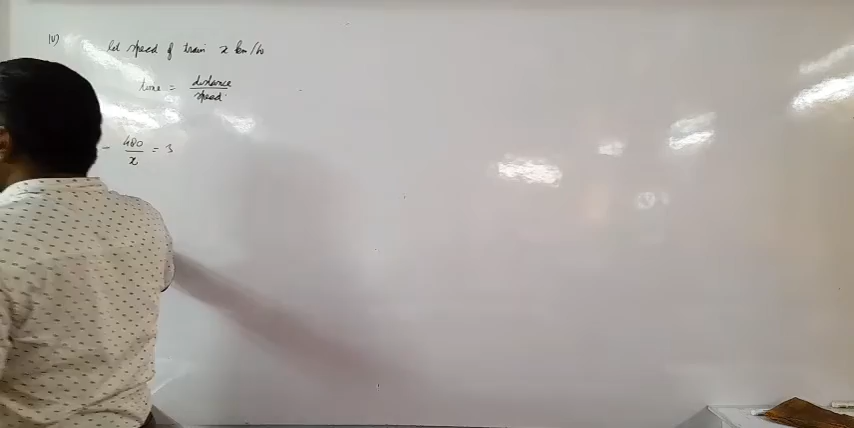 (v)
let speed of train x km/h
time = distance / speed
- 480/x = 3